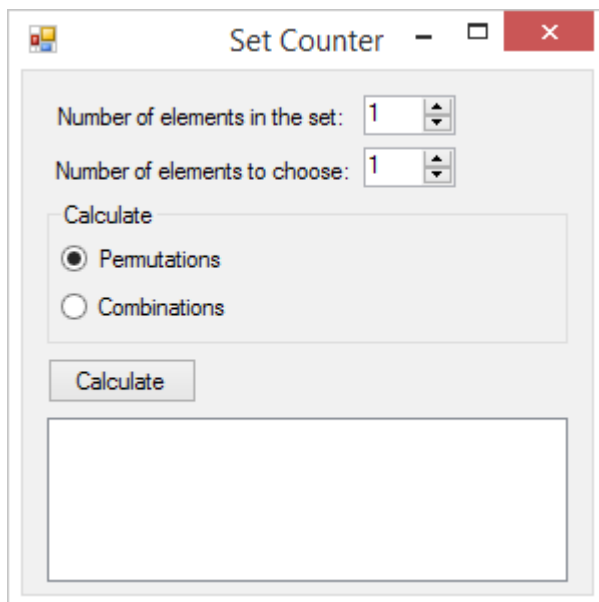 Set Counter
Number of elements in the set: 1
Number of elements to choose: 1
Calculate
Permutations
Combinations
Calculate